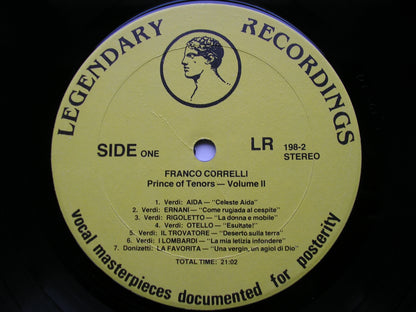 LEGENDARY RECORDINGS
SIDE ONE
LR 198-2
STEREO
FRANCO CORRELLI
Prince of Tenors — Volume II
1. Verdi: AIDA — "Celeste Aida"
2. Verdi: ERNANI — "Come rugiada al cespite"
3. Verdi: RIGOLETTO — "La donna e mobile"
4. Verdi: OTELLO — "Esultate!"
5. Verdi: IL TROVATORE — "Deserto sulla terra"
6. Verdi: I LOMBARDI — "La mia letizia infondere"
7. Donizetti: LA FAVORITA — "Una vergin, un agiol di Dio"
TOTAL TIME: 21:02
vocal masterpieces documented for posterity